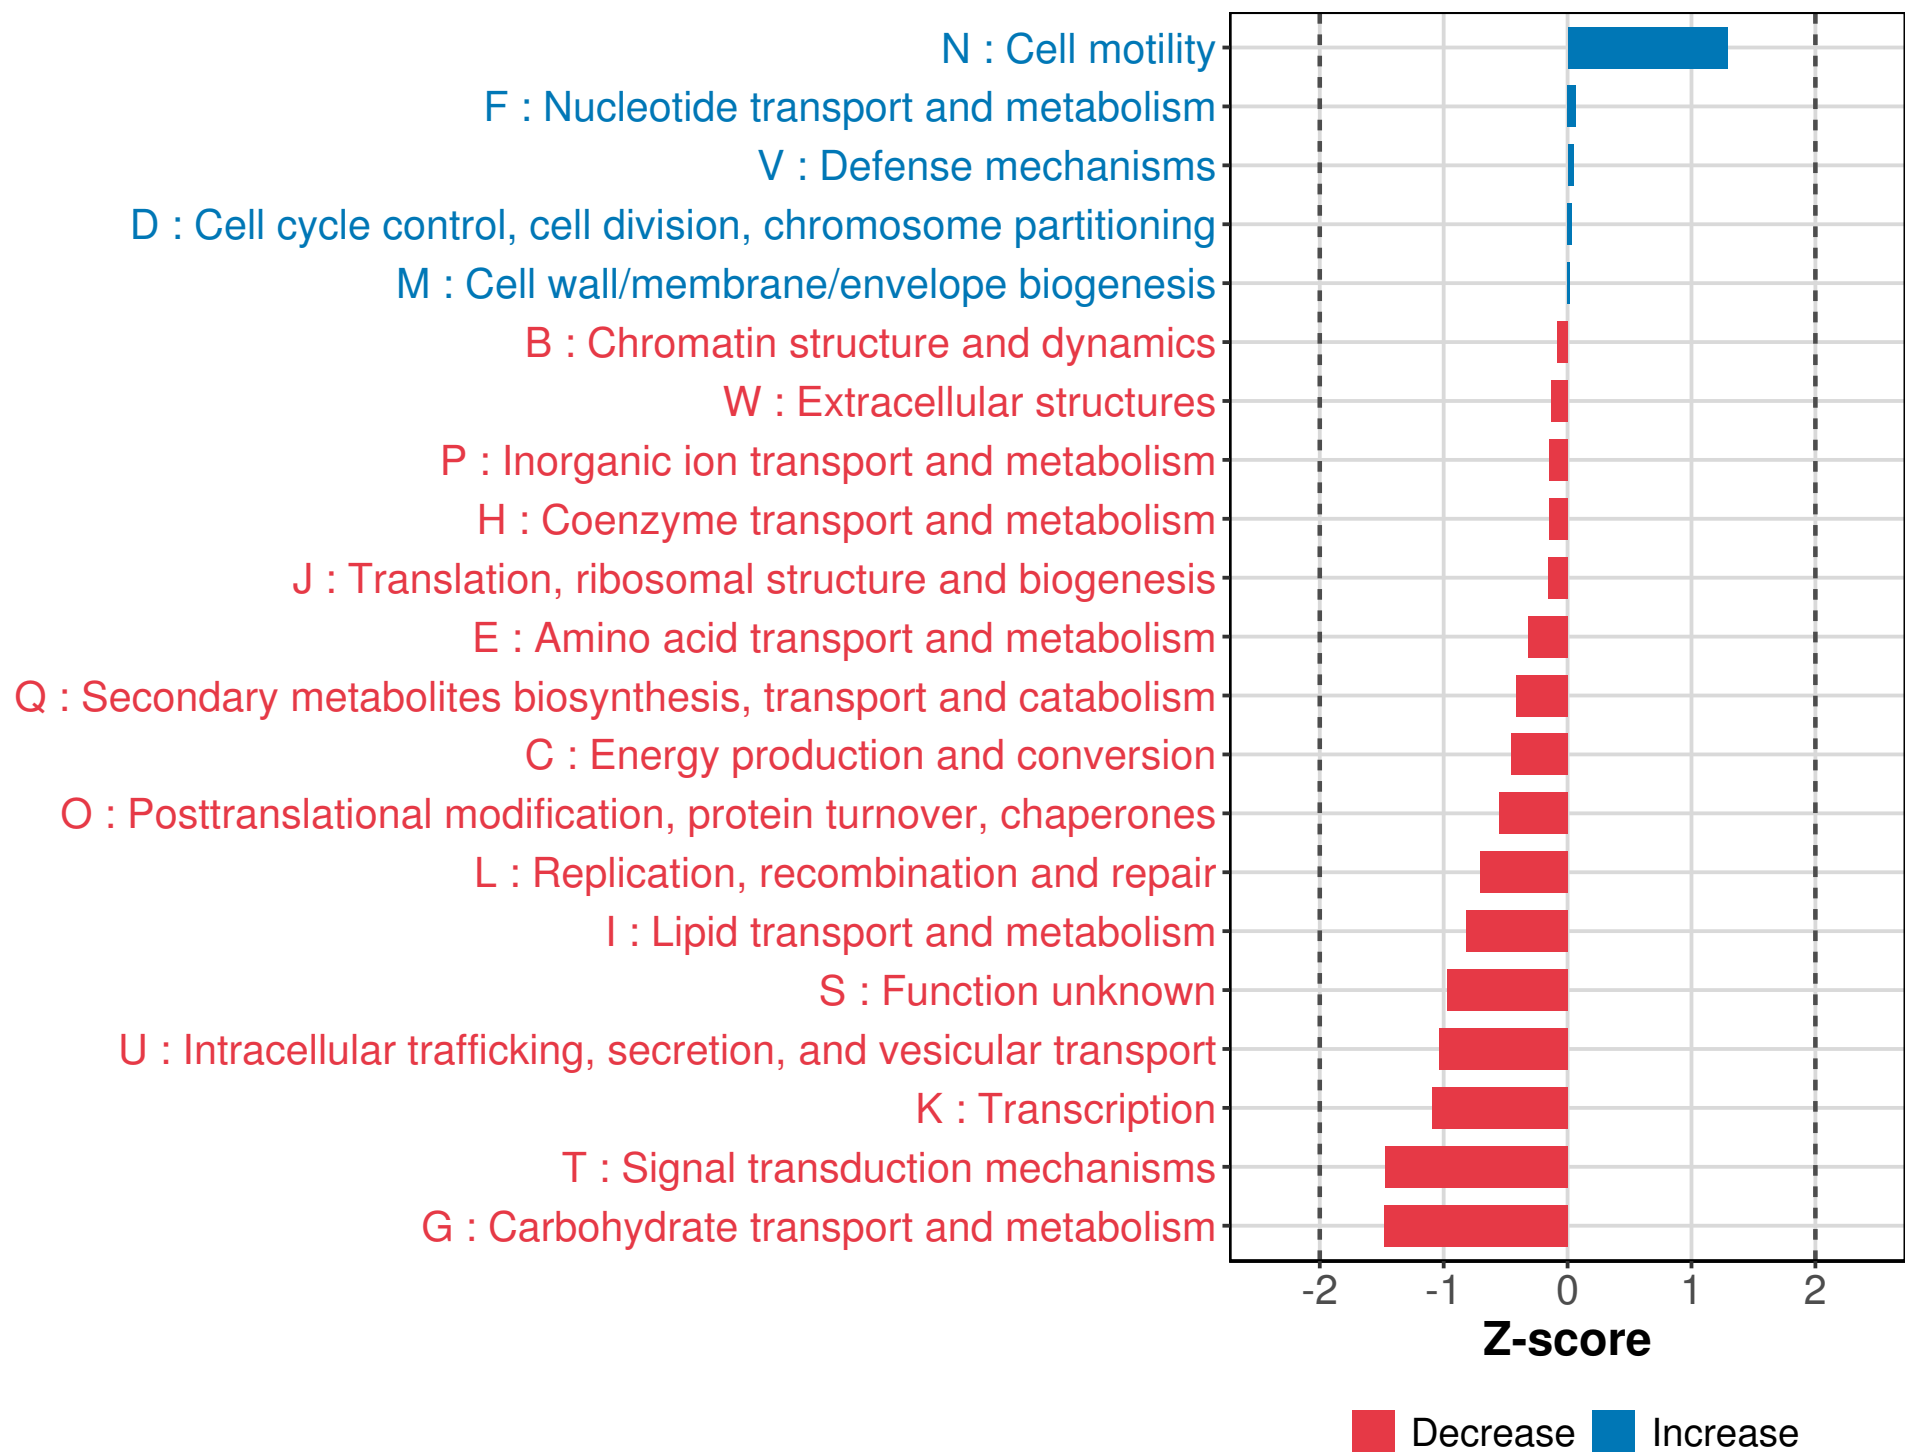 N : Cell motility
F : Nucleotide transport and metabolism
V : Defense mechanisms
D : Cell cycle control, cell division, chromosome partitioning
M : Cell wall/membrane/envelope biogenesis
B : Chromatin structure and dynamics
W : Extracellular structures
P : Inorganic ion transport and metabolism
H : Coenzyme transport and metabolism
J : Translation, ribosomal structure and biogenesis
E : Amino acid transport and metabolism
Q : Secondary metabolites biosynthesis, transport and catabolism
C : Energy production and conversion
O : Posttranslational modification, protein turnover, chaperones
L : Replication, recombination and repair
I : Lipid transport and metabolism
S : Function unknown
U : Intracellular trafficking, secretion, and vesicular transport
K : Transcription
T : Signal transduction mechanisms
G : Carbohydrate transport and metabolism
-2 -1 0 1 2
Z-score
Decrease Increase